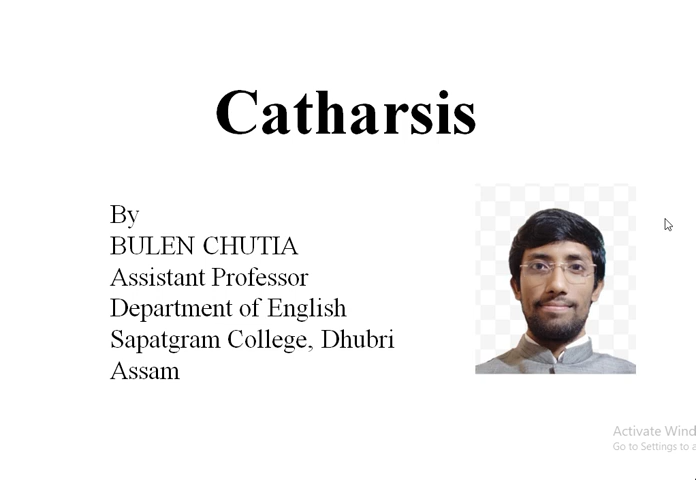 Catharsis
By
BULEN CHUTIA
Assistant Professor
Department of English
Sapatgram College, Dhubri
Assam
Activate Wind
Go to Settings to a